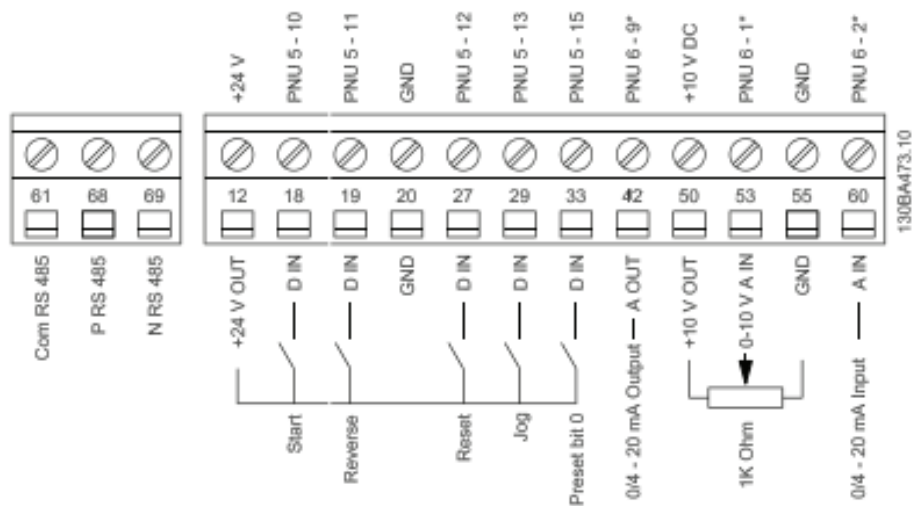 +24 V
PNU 5 - 10
PNU 5 - 11
GND
PNU 5 - 12
PNU 5 - 13
PNU 5 - 15
PNU 6 - 9*
+10 V DC
PNU 6 - 1*
GND
PNU 6 - 2*
61 68 69
12 18 19 20 27 29 33 42 50 53 55 60
130BA473.10
Com RS 485
P RS 485
N RS 485
+24 V OUT
D IN
D IN
GND
D IN
D IN
D IN
0/4 - 20 mA Output — A OUT
+10 V OUT
0-10 V A IN
GND
0/4 - 20 mA Input — A IN
Start
Reverse
Reset
Jog
Preset bit 0
1K Ohm